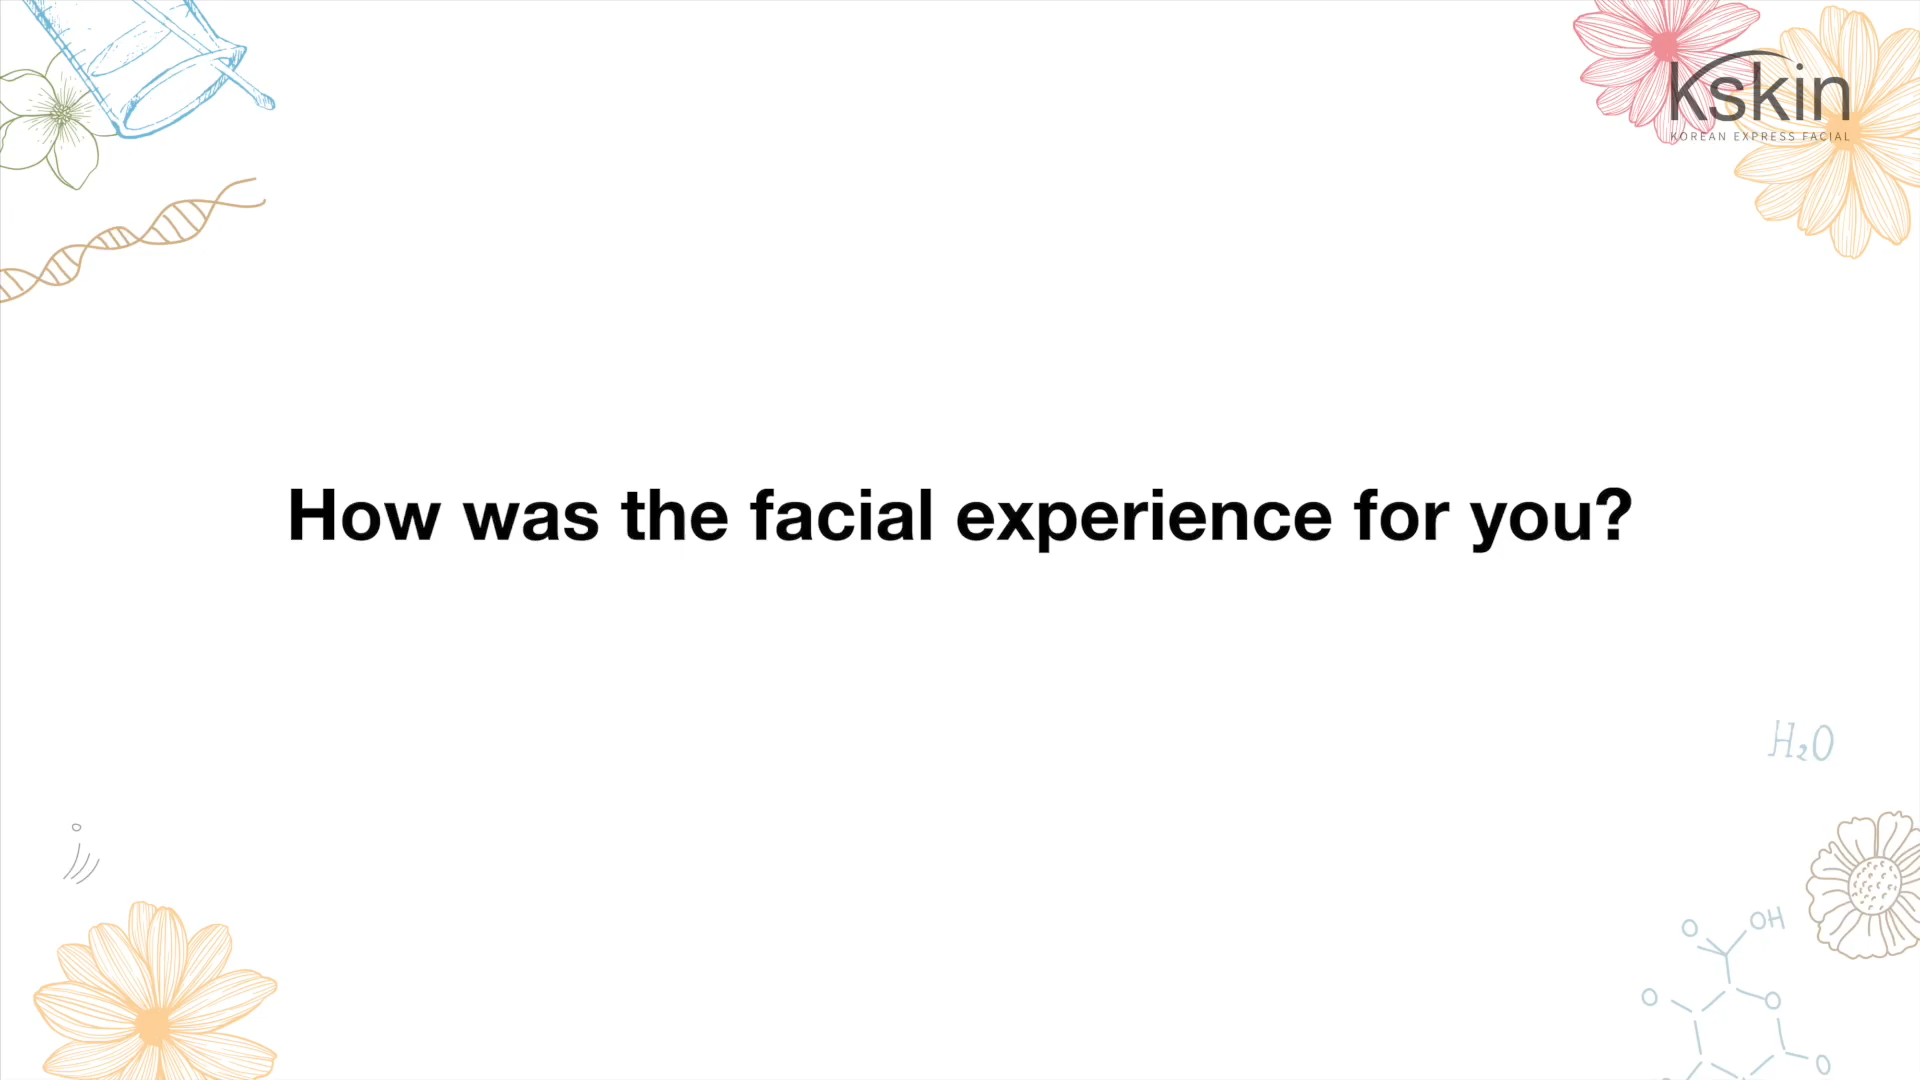 Kskin
KOREAN EXPRESS FACIAL
How was the facial experience for you?
H₂O
O
OH
O
O
O